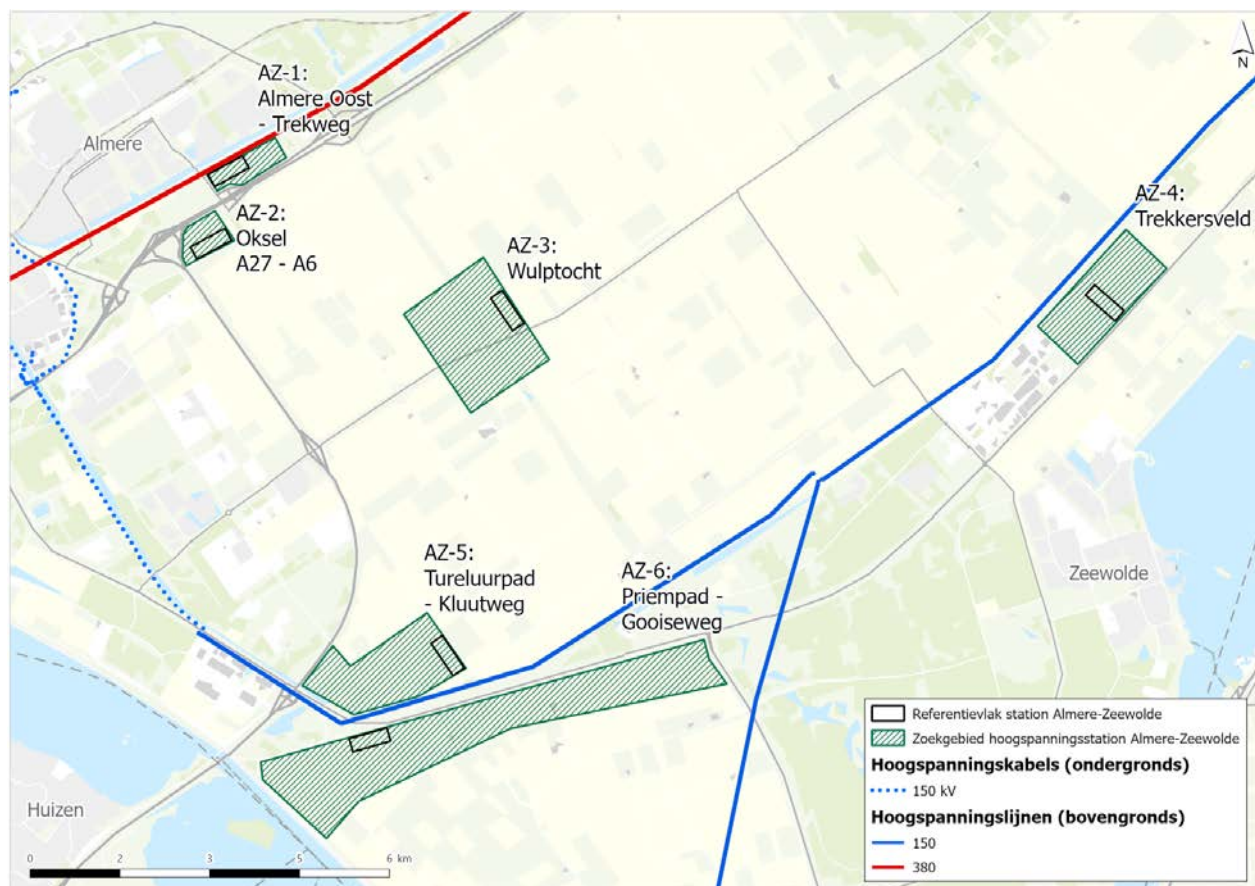 AZ-1:
Almere Oost
- Trekweg
Almere
N
AZ-2:
Oksel
A27 - A6
AZ-3:
Wulptocht
AZ-4:
Trekkersveld
AZ-5:
Tureluurpad
- Kluutweg
AZ-6:
Priempad -
Gooiseweg
Zeewolde
Huizen
Referentievlak station Almere-Zeewolde
Zoekgebied hoogspanningsstation Almere-Zeewolde
Hoogspanningskabels (ondergronds)
150 kV
Hoogspanningslijnen (bovengronds)
150
380
0 2 3 5 6 km